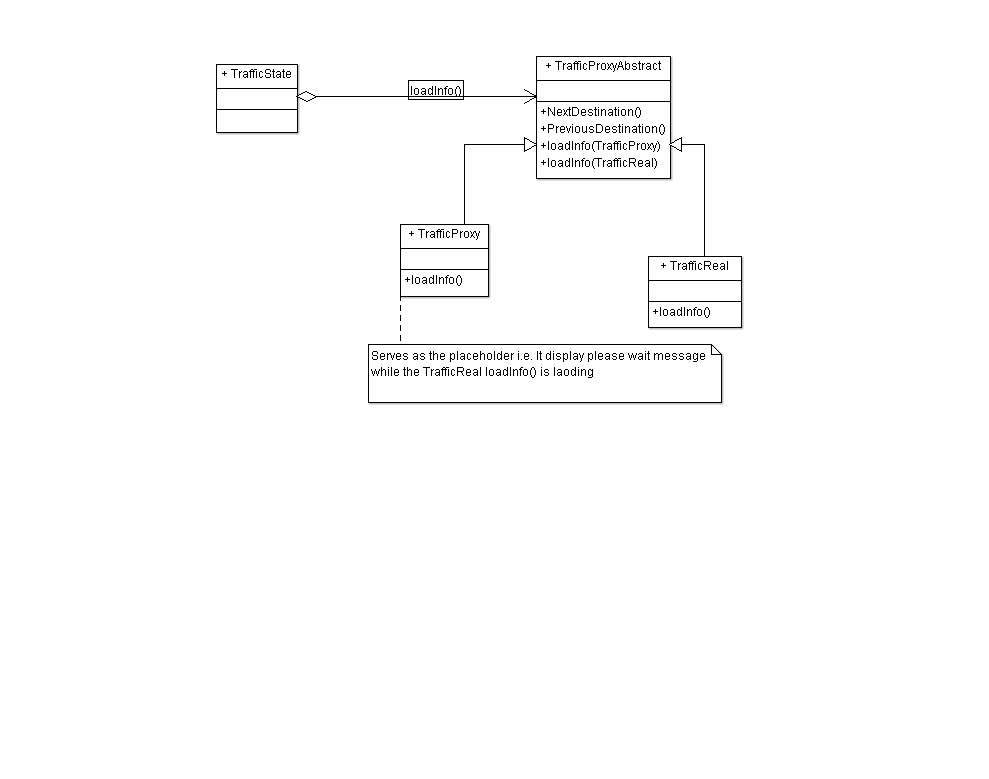 + TrafficState
loadInfo()
+ TrafficProxyAbstract
+NextDestination()
+PreviousDestination()
+loadInfo(TrafficProxy)
+loadInfo(TrafficReal)
+ TrafficProxy
+loadInfo()
+ TrafficReal
+loadInfo()
Serves as the placeholder i.e. It display please wait message
while the TrafficReal loadInfo() is laoding